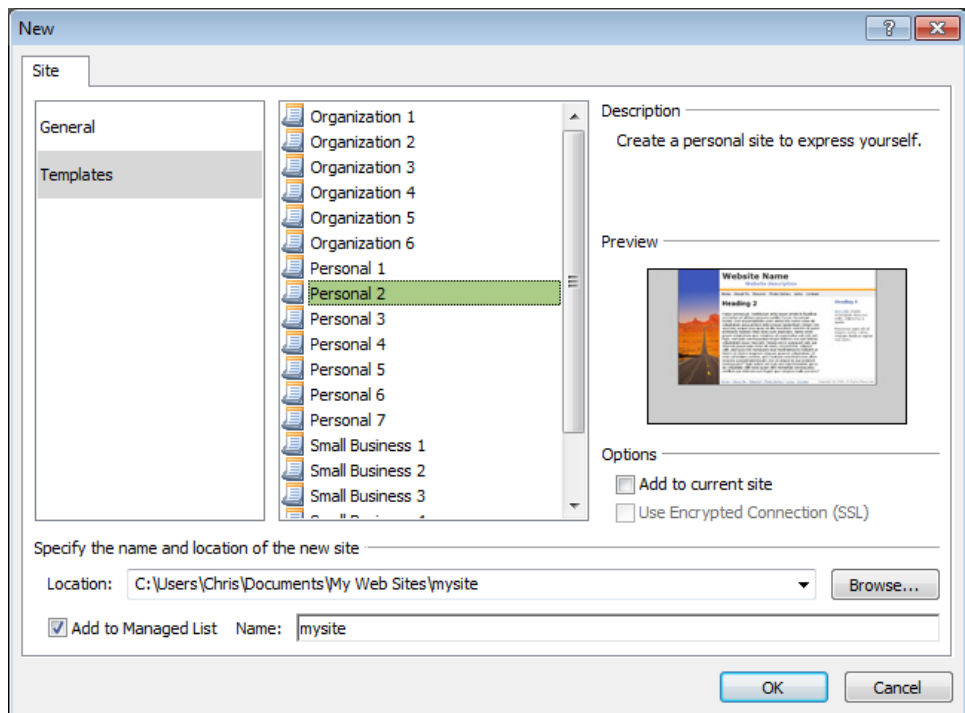 New
Site
General
Templates
Organization 1
Organization 2
Organization 3
Organization 4
Organization 5
Organization 6
Personal 1
Personal 2
Personal 3
Personal 4
Personal 5
Personal 6
Personal 7
Small Business 1
Small Business 2
Small Business 3
Description
Create a personal site to express yourself.
Preview
Website Name
Website description
Heading 2
Options
Add to current site
Use Encrypted Connection (SSL)
Specify the name and location of the new site
Location: C:\Users\Chris\Documents\My Web Sites\mysite Browse...
Add to Managed List Name: mysite
OK Cancel